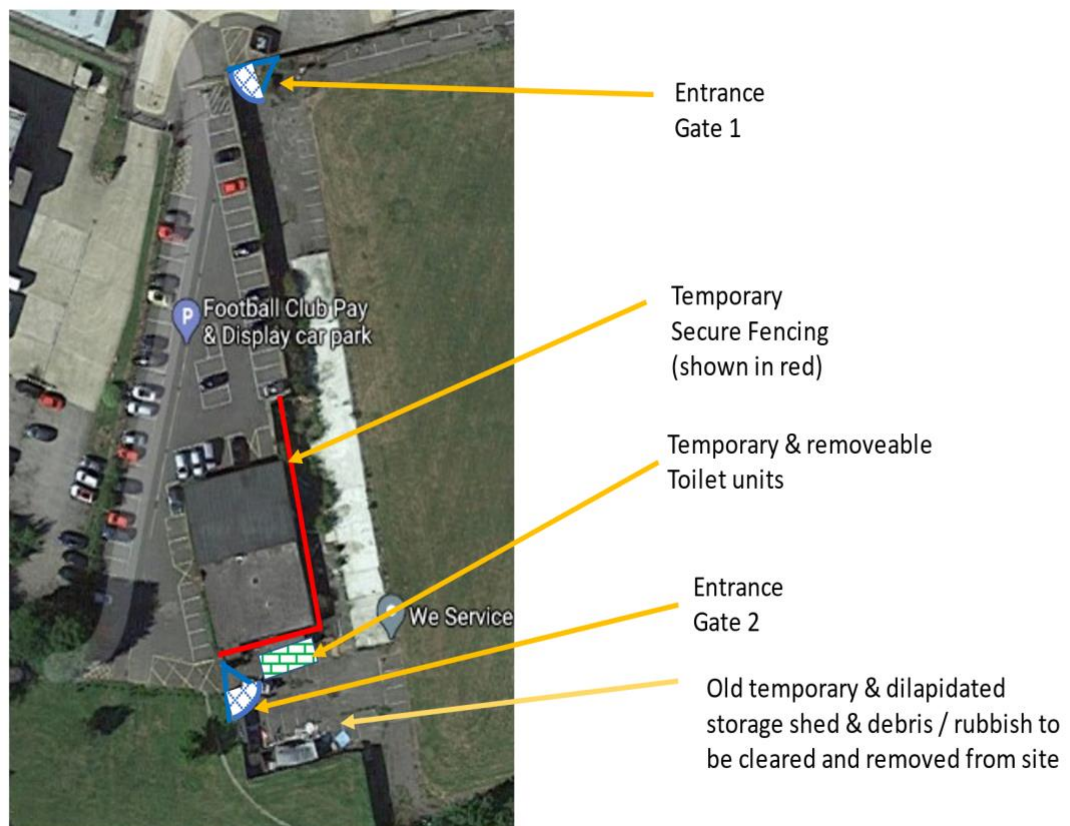 Entrance
Gate 1
Temporary
Secure Fencing
(shown in red)
Football Club Pay
& Display car park
P
Temporary & removeable
Toilet units
Entrance
Gate 2
We Service
Old temporary & dilapidated
storage shed & debris / rubbish to
be cleared and removed from site